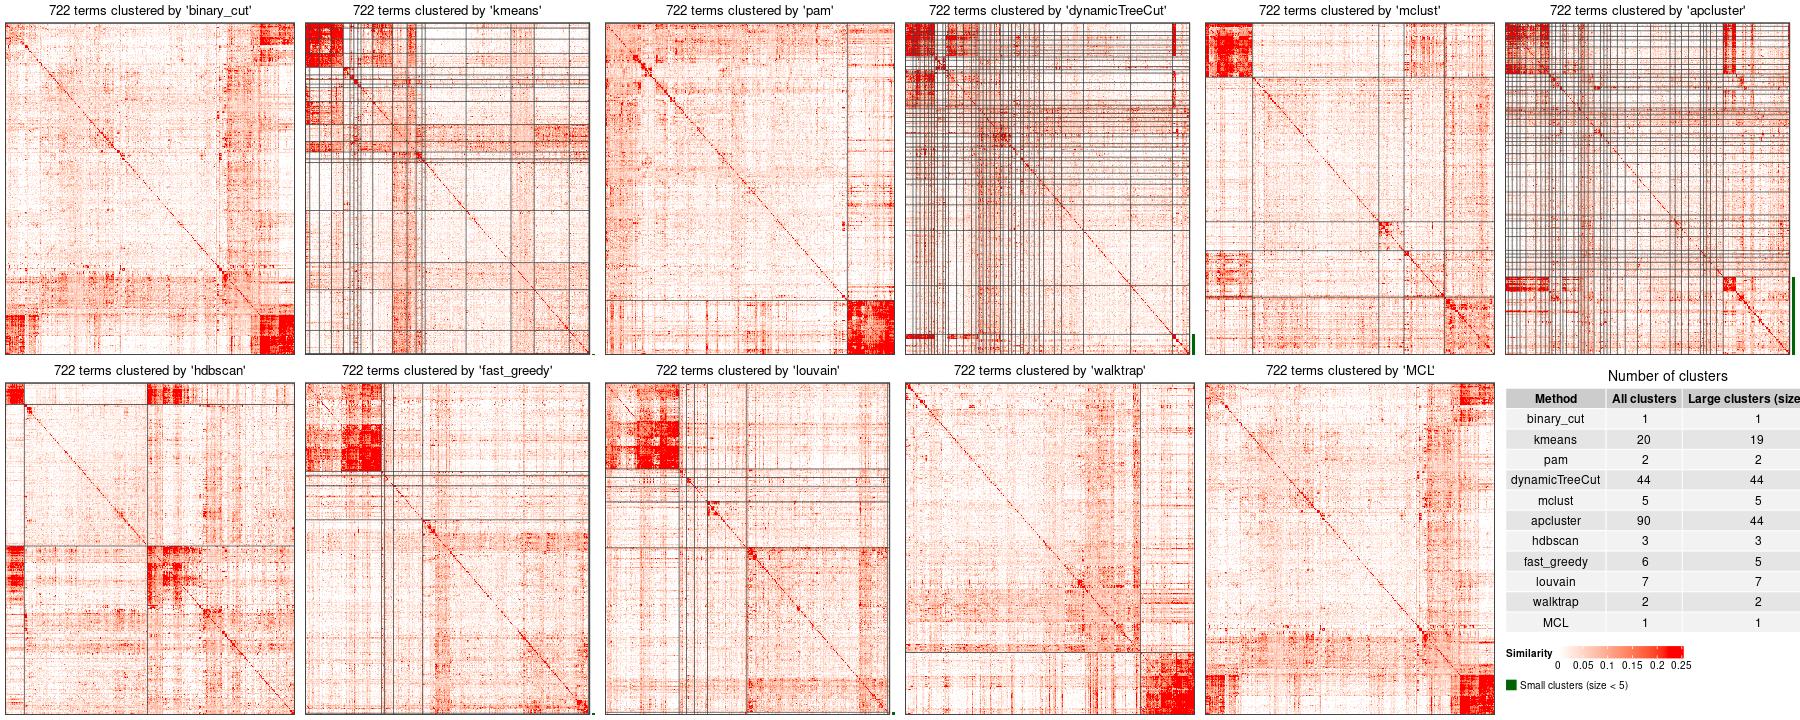 722 terms clustered by 'binary_cut'
722 terms clustered by 'kmeans'
722 terms clustered by 'pam'
722 terms clustered by 'dynamicTreeCut'
722 terms clustered by 'mclust'
722 terms clustered by 'apcluster'
722 terms clustered by 'hdbscan'
722 terms clustered by 'fast_greedy'
722 terms clustered by 'louvain'
722 terms clustered by 'walktrap'
722 terms clustered by 'MCL'
Number of clusters
Method All clusters Large clusters (size
binary_cut 1 1
kmeans 20 19
pam 2 2
dynamicTreeCut 44 44
mclust 5 5
apcluster 90 44
hdbscan 3 3
fast_greedy 6 5
louvain 7 7
walktrap 2 2
MCL 1 1
Similarity
0 0.05 0.1 0.15 0.2 0.25
Small clusters (size < 5)